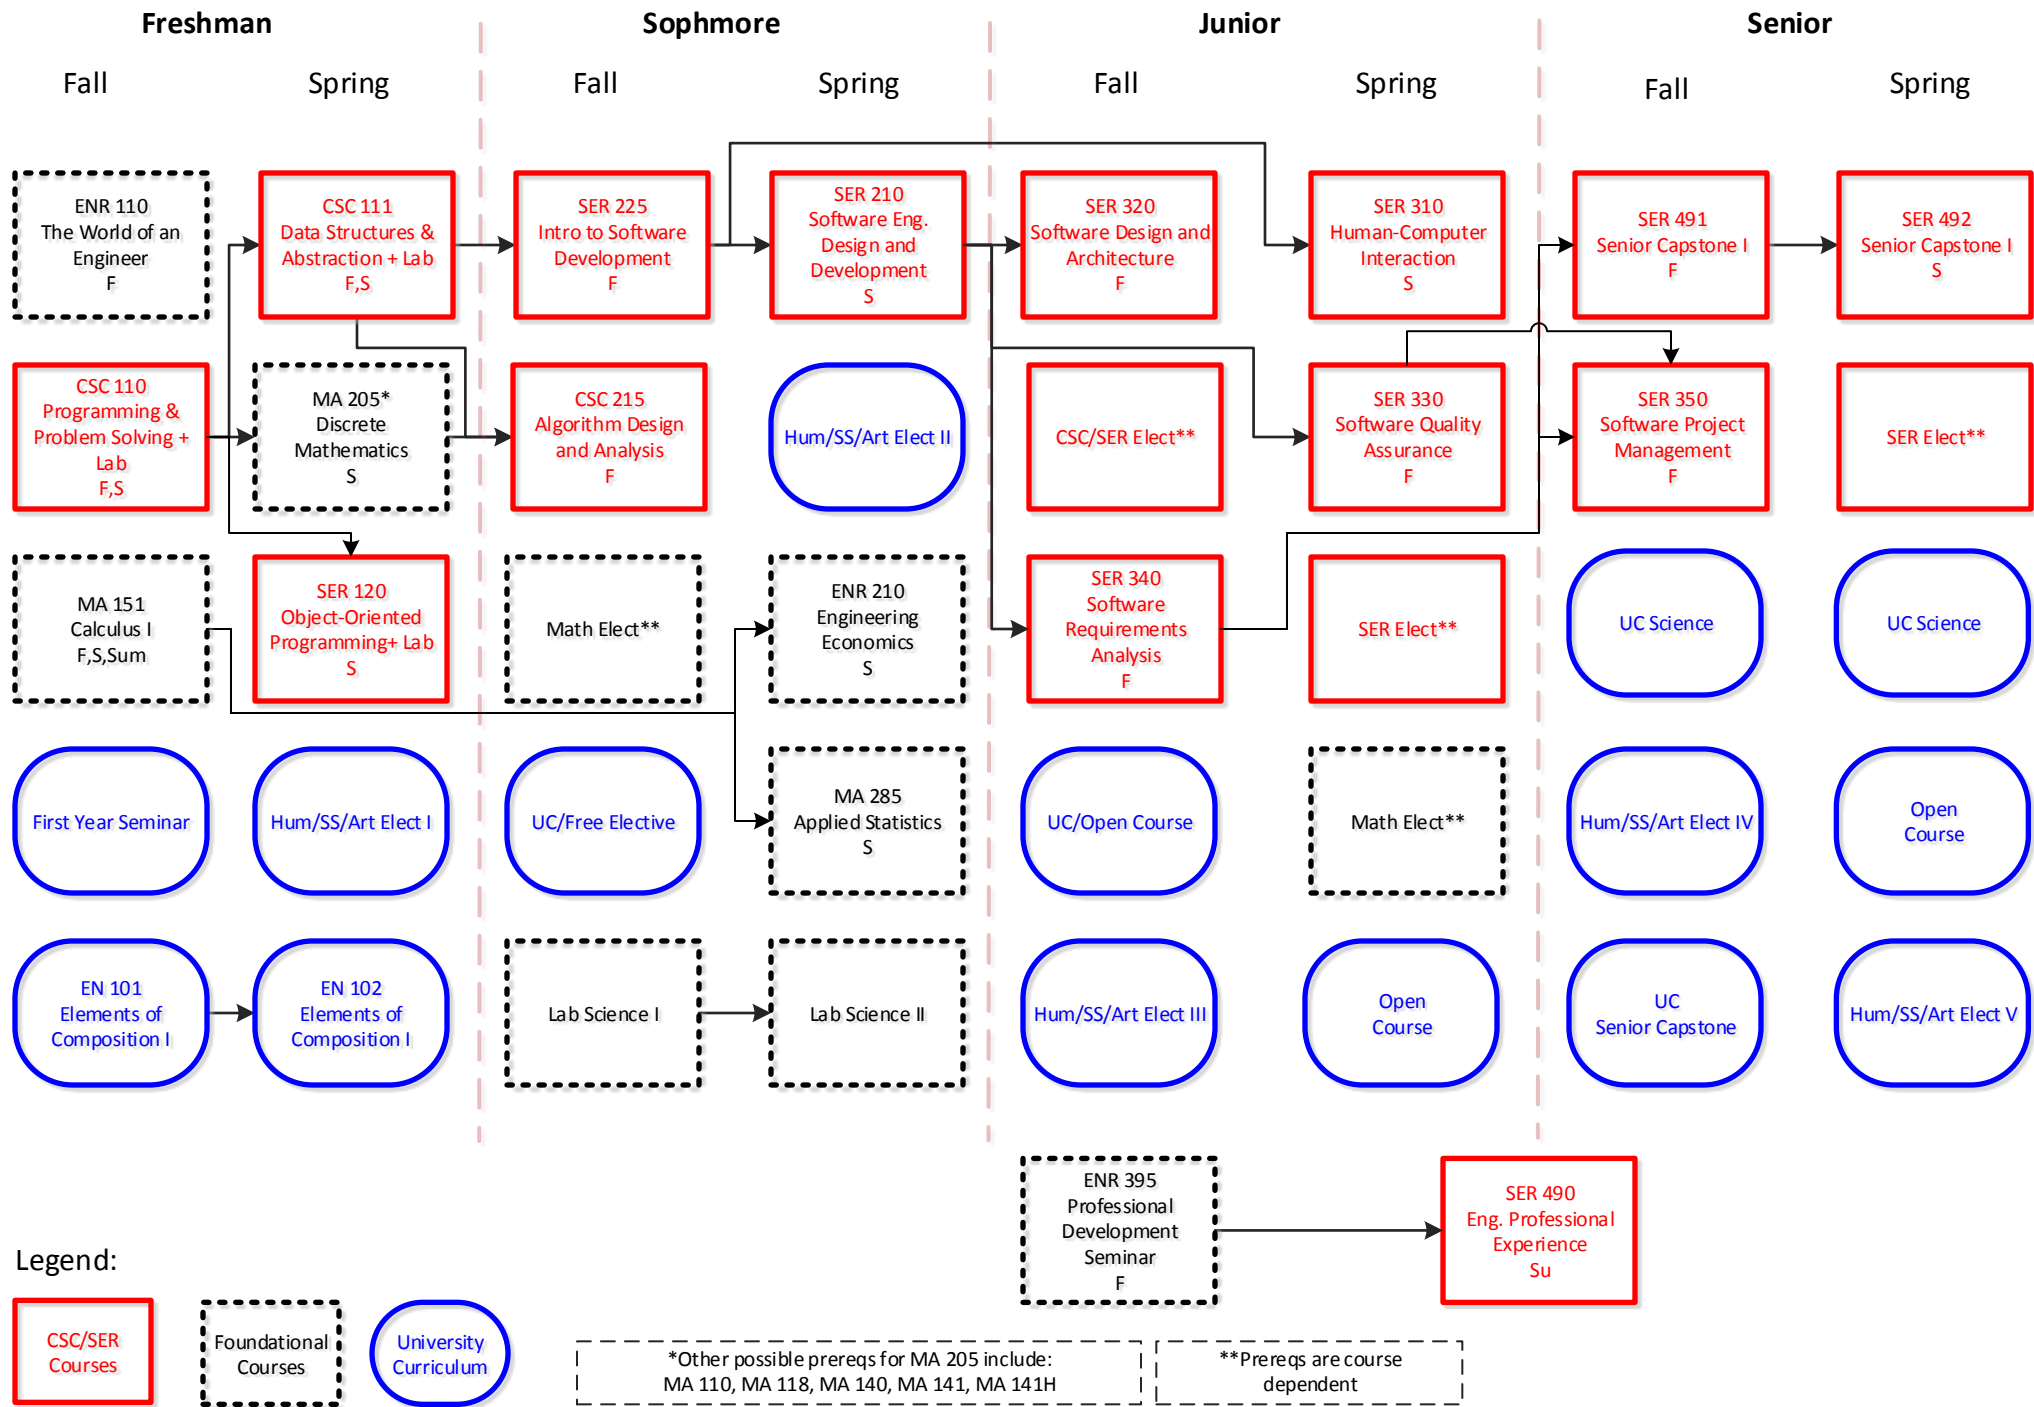 Freshman
Sophmore
Junior
Senior
Fall
Spring
Fall
Spring
Fall
Spring
Fall
Spring
ENR 110
The World of an
Engineer
F
CSC 111
Data Structures &
Abstraction + Lab
F,S
SER 225
Intro to Software
Development
F
SER 210
Software Eng.
Design and
Development
S
SER 320
Software Design and
Architecture
F
SER 310
Human-Computer
Interaction
S
SER 491
Senior Capstone I
F
SER 492
Senior Capstone I
S
CSC 110
Programming &
Problem Solving +
Lab
F,S
MA 205*
Discrete
Mathematics
S
CSC 215
Algorithm Design
and Analysis
F
Hum/SS/Art Elect II
CSC/SER Elect**
SER 330
Software Quality
Assurance
F
SER 350
Software Project
Management
F
SER Elect**
MA 151
Calculus I
F,S,Sum
SER 120
Object-Oriented
Programming+ Lab
S
Math Elect**
ENR 210
Engineering
Economics
S
SER 340
Software
Requirements
Analysis
F
SER Elect**
UC Science
UC Science
First Year Seminar
Hum/SS/Art Elect I
UC/Free Elective
MA 285
Applied Statistics
S
UC/Open Course
Math Elect**
Hum/SS/Art Elect IV
Open
Course
EN 101
Elements of
Composition I
EN 102
Elements of
Composition I
Lab Science I
Lab Science II
Hum/SS/Art Elect III
Open
Course
UC
Senior Capstone
Hum/SS/Art Elect V
ENR 395
Professional
Development
Seminar
F
SER 490
Eng. Professional
Experience
Su
Legend:
CSC/SER
Courses
Foundational
Courses
University
Curriculum
*Other possible prereqs for MA 205 include:
MA 110, MA 118, MA 140, MA 141, MA 141H
**Prereqs are course
dependent